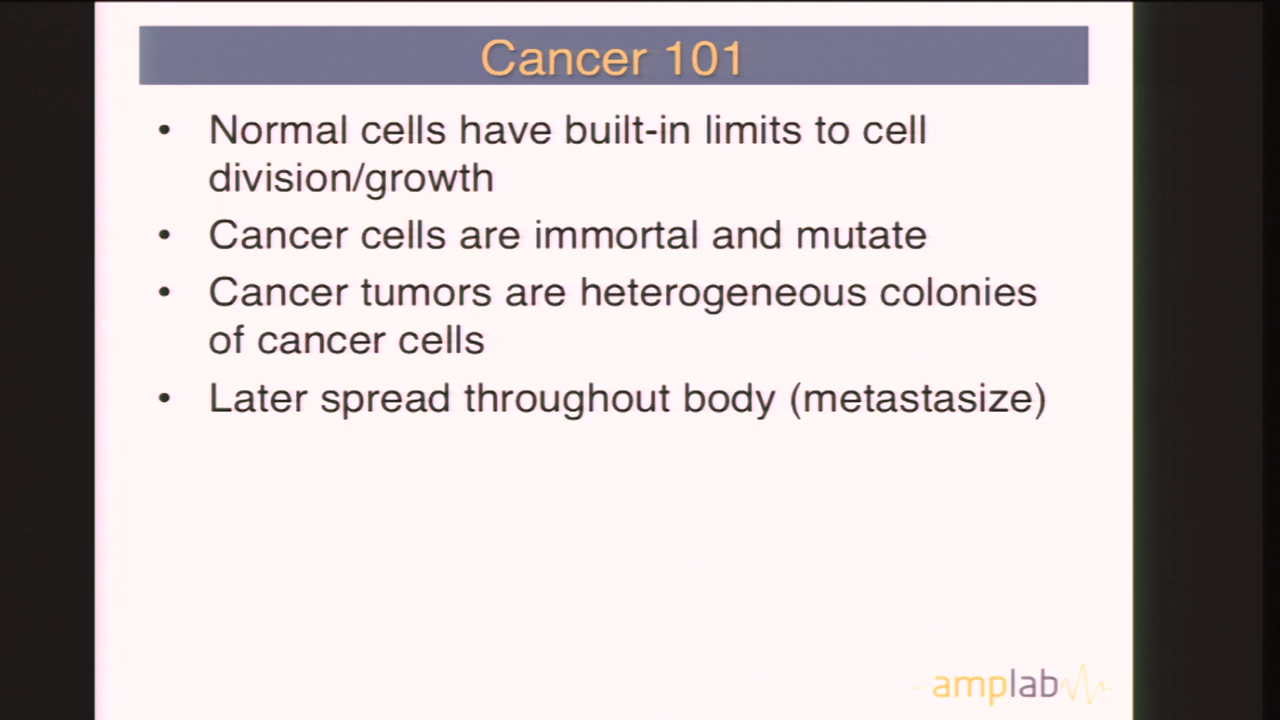 Cancer 101
• Normal cells have built-in limits to cell
division/growth
• Cancer cells are immortal and mutate
• Cancer tumors are heterogeneous colonies
of cancer cells
• Later spread throughout body (metastasize)
amplab